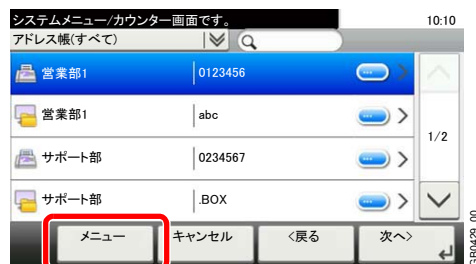 システムメニュー/カウンター画面です。 10:10
アドレス帳(すべて)
営業部1 0123456
営業部1 abc
1/2
サポート部 0234567
サポート部 .BOX
メニュー キャンセル <戻る 次へ>
GB0429_00